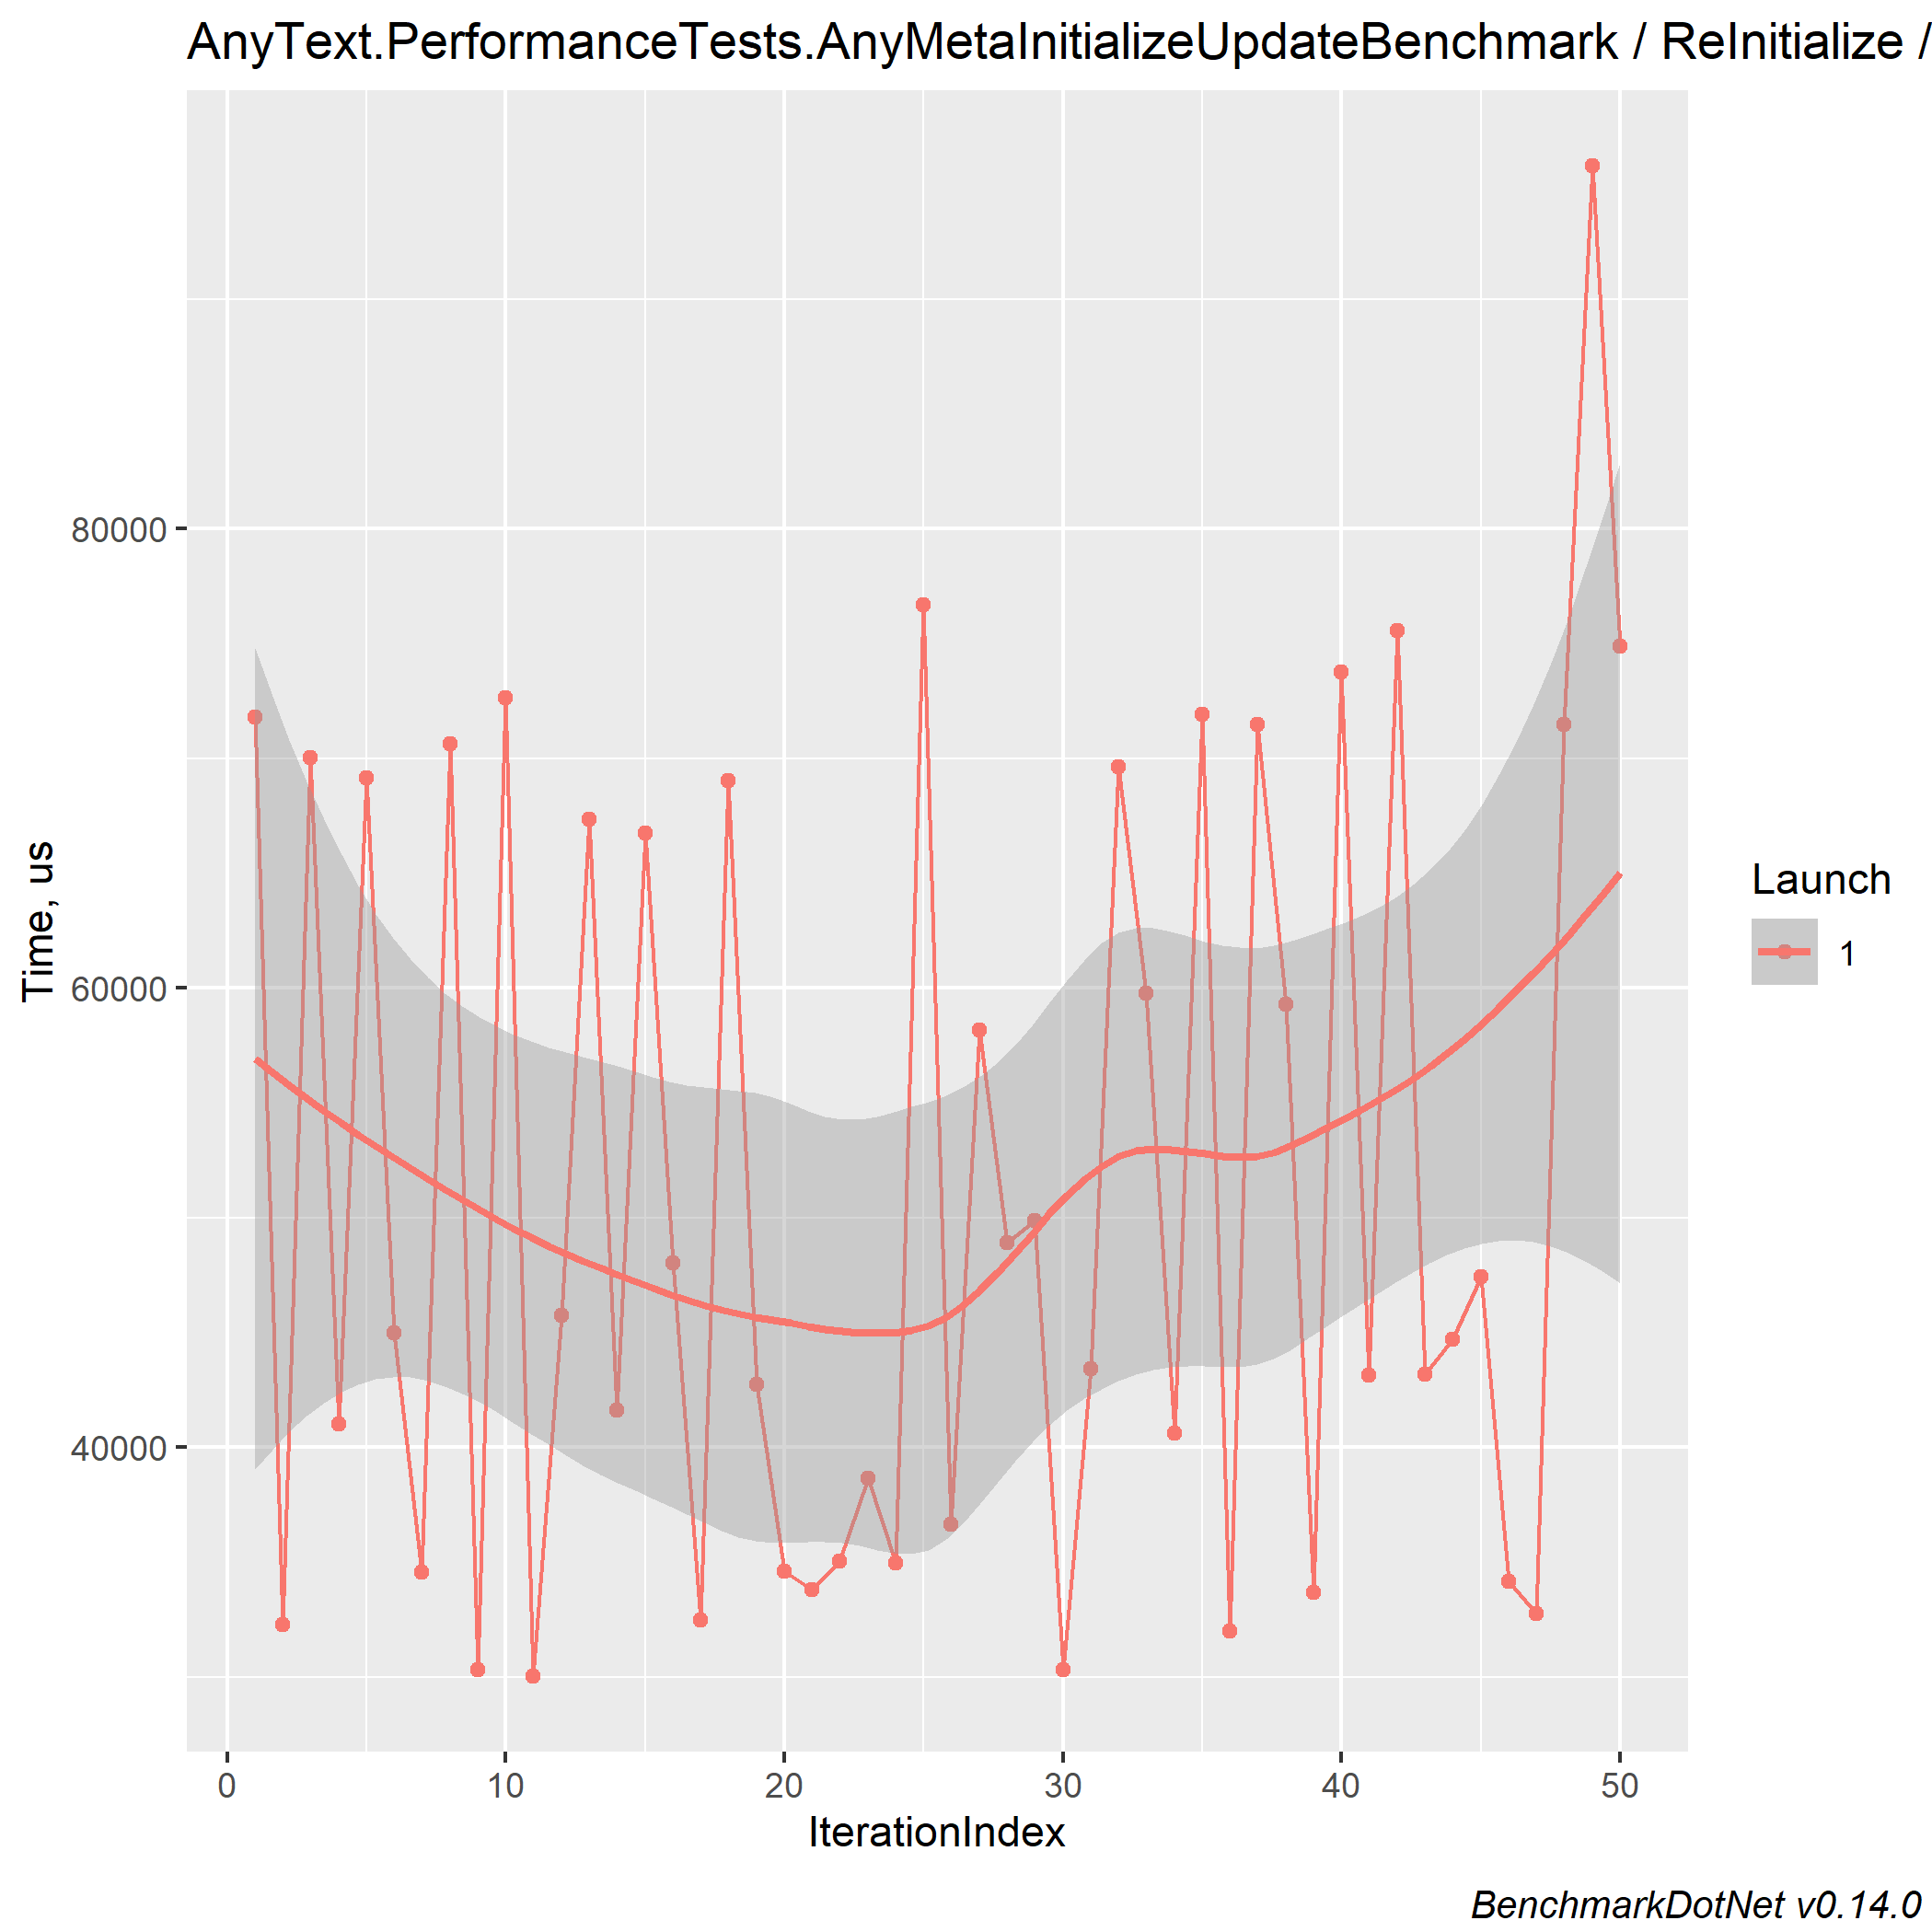 AnyText.PerformanceTests.AnyMetaInitializeUpdateBenchmark / ReInitialize /
Time, us
80000
60000
40000
0 10 20 30 40 50
IterationIndex
Launch
1
BenchmarkDotNet v0.14.0